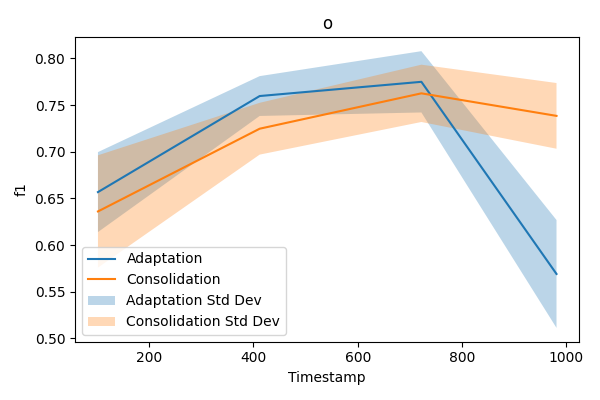 o
f1
0.80
0.75
0.70
0.65
0.60
0.55
0.50
Adaptation
Consolidation
Adaptation Std Dev
Consolidation Std Dev
200
400
600
800
1000
Timestamp